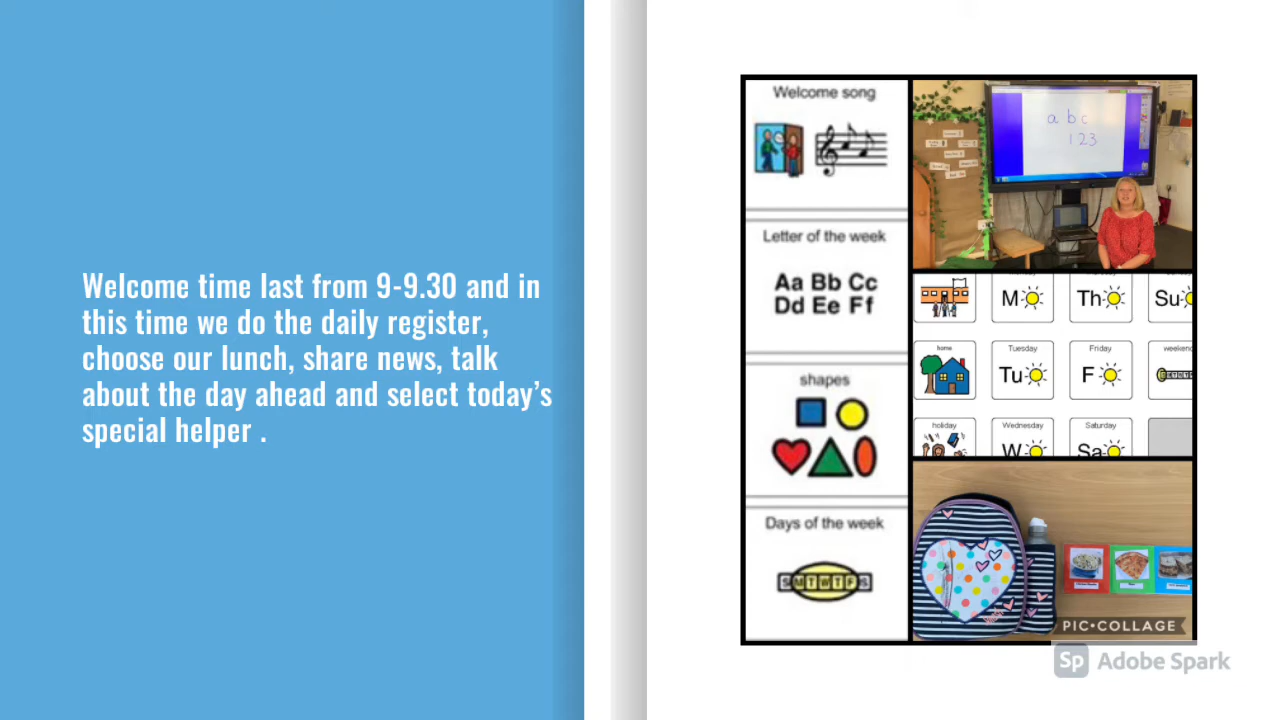 Welcome time last from 9-9.30 and in
this time we do the daily register,
choose our lunch, share news, talk
about the day ahead and select today's
special helper .
Welcome song
Letter of the week
Aa Bb Cc
Dd Ee Ff
shapes
Days of the week
S M T W T F S
a b c
1 2 3
M
Th
Su
home
Tuesday
Friday
weekend
Tu
F
holiday
Wednesday
Saturday
W
Sa
PIC•COLLAGE
Sp Adobe Spark